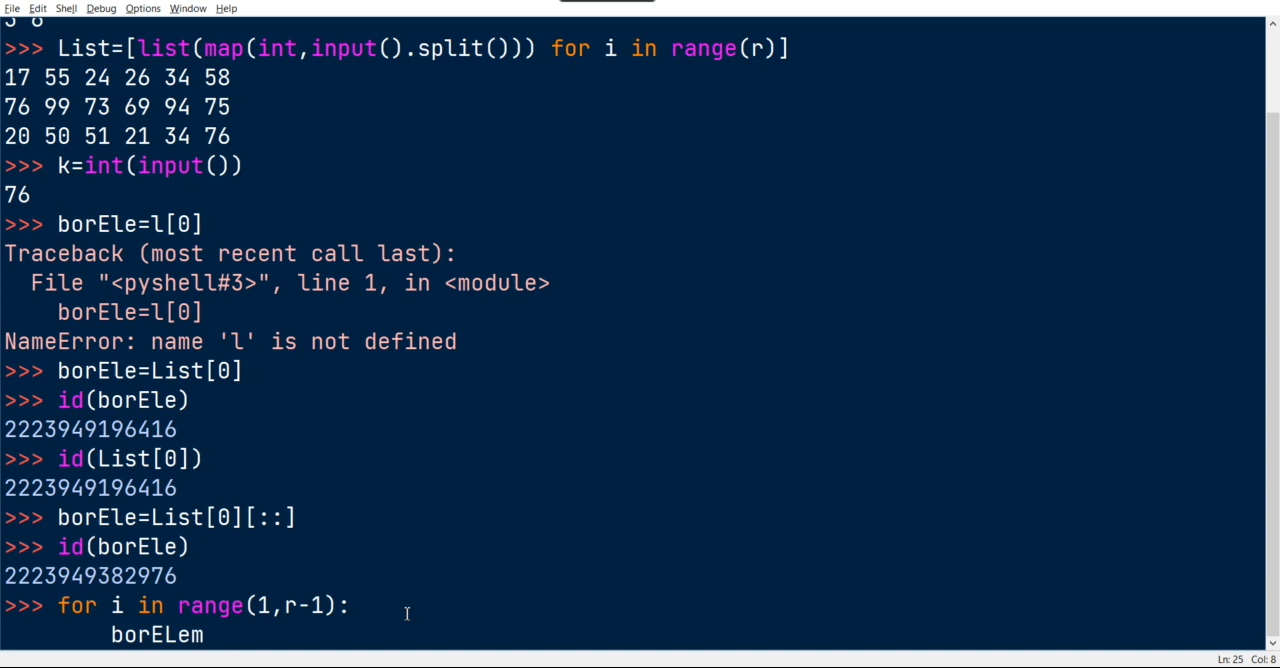 File Edit Shell Debug Options Window Help
>>> List=[list(map(int,input().split())) for i in range(r)]
17 55 24 26 34 58
76 99 73 69 94 75
20 50 51 21 34 76
>>> k=int(input())
76
>>> borEle=l[0]
Traceback (most recent call last):
  File "<pyshell#3>", line 1, in <module>
    borEle=l[0]
NameError: name 'l' is not defined
>>> borEle=List[0]
>>> id(borEle)
2223949196416
>>> id(List[0])
2223949196416
>>> borEle=List[0][::]
>>> id(borEle)
2223949382976
>>> for i in range(1,r-1):
        borELem
Ln: 25 Col: 8